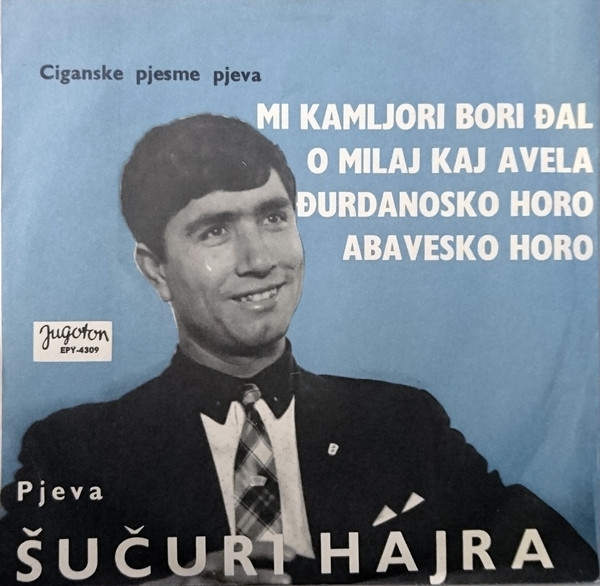 Ciganske pjesme pjeva
MI KAMLJORI BORI ĐAL
O MILAJ KAJ AVELA
ĐURDANOSKO HORO
ABAVESKO HORO
Jugoton
EPY-4309
Pjeva
ŠUČURI HAJRA